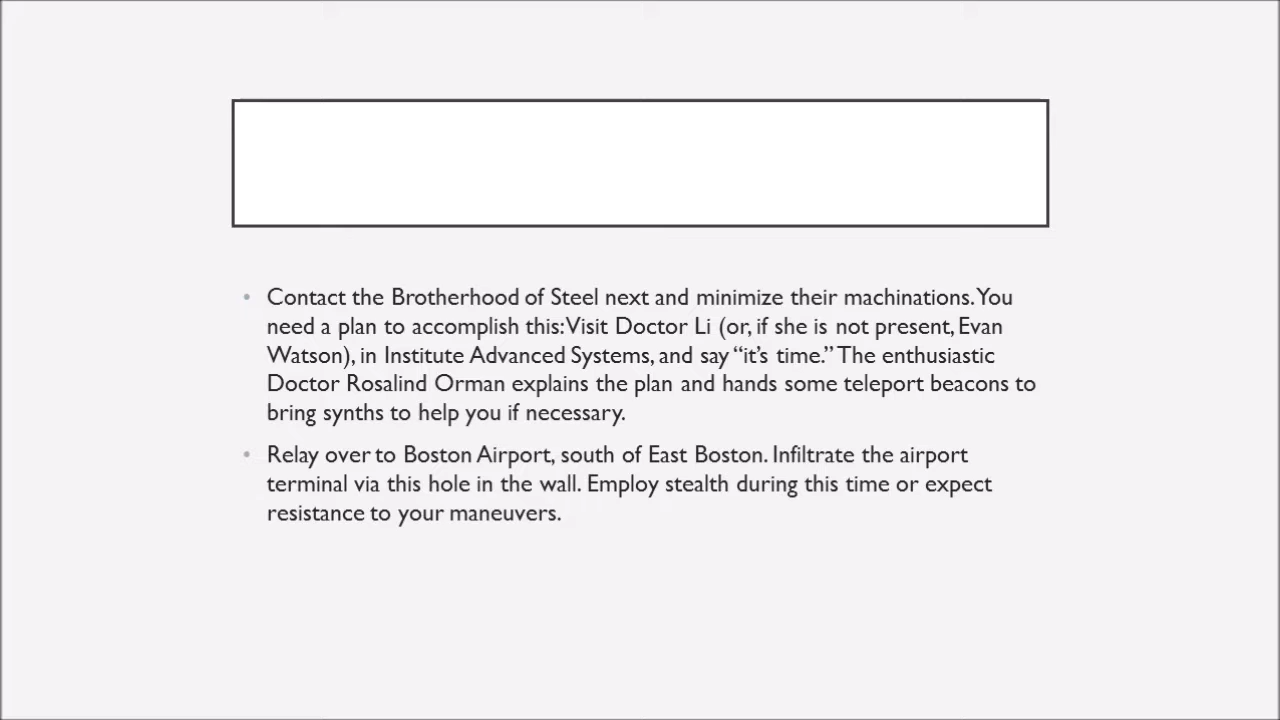 • Contact the Brotherhood of Steel next and minimize their machinations. You
need a plan to accomplish this: Visit Doctor Li (or, if she is not present, Evan
Watson), in Institute Advanced Systems, and say “it’s time.” The enthusiastic
Doctor Rosalind Orman explains the plan and hands some teleport beacons to
bring synths to help you if necessary.
• Relay over to Boston Airport, south of East Boston. Infiltrate the airport
terminal via this hole in the wall. Employ stealth during this time or expect
resistance to your maneuvers.